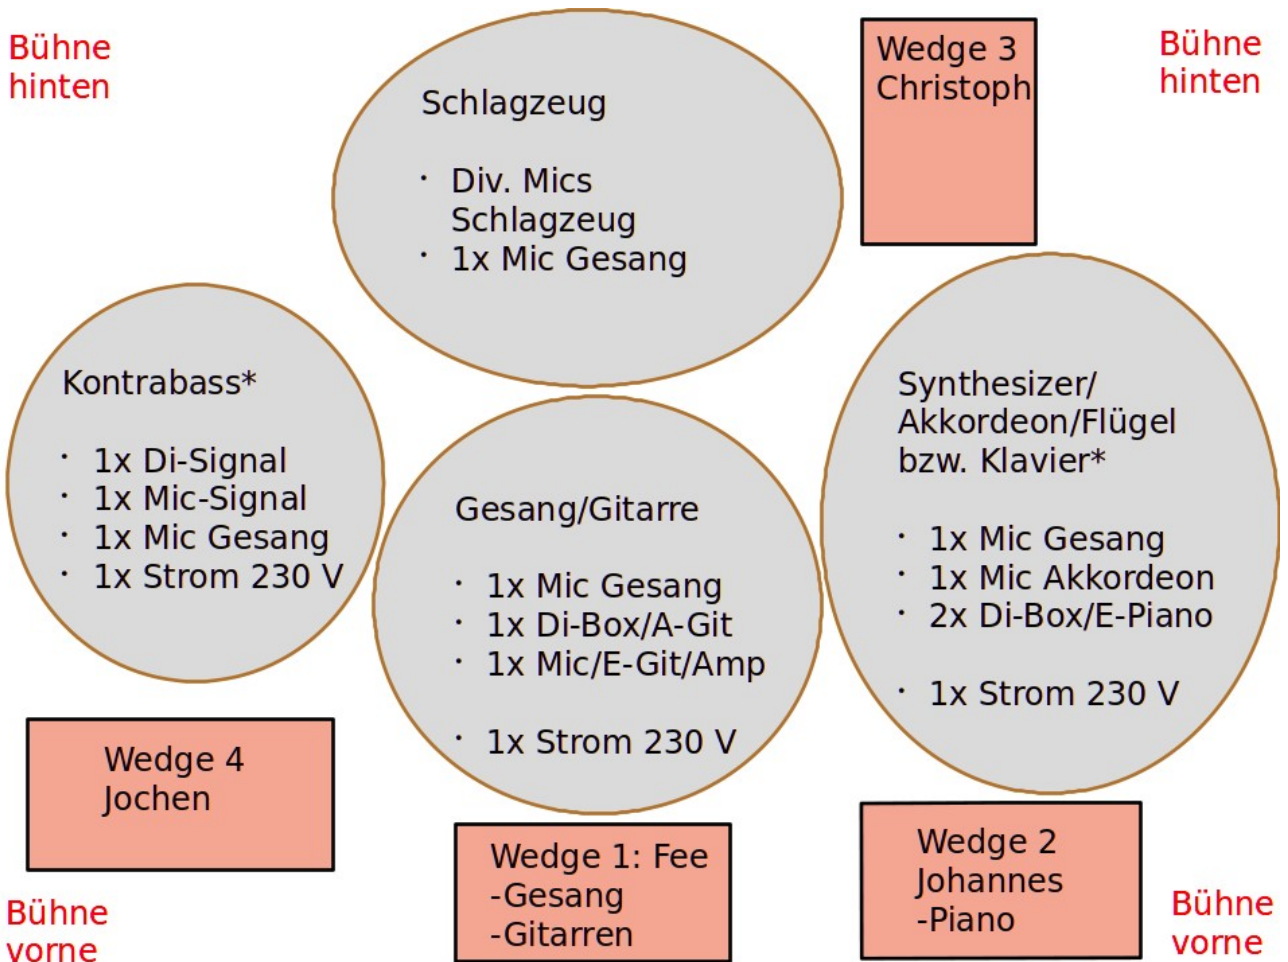 Bühne
hinten
Schlagzeug
· Div. Mics
Schlagzeug
· 1x Mic Gesang
Wedge 3
Christoph
Bühne
hinten
Kontrabass*
· 1x Di-Signal
· 1x Mic-Signal
· 1x Mic Gesang
· 1x Strom 230 V
Gesang/Gitarre
· 1x Mic Gesang
· 1x Di-Box/A-Git
· 1x Mic/E-Git/Amp
· 1x Strom 230 V
Synthesizer/
Akkordeon/Flügel
bzw. Klavier*
· 1x Mic Gesang
· 1x Mic Akkordeon
· 2x Di-Box/E-Piano
· 1x Strom 230 V
Wedge 4
Jochen
Wedge 1: Fee
-Gesang
-Gitarren
Wedge 2
Johannes
-Piano
Bühne
vorne
Bühne
vorne